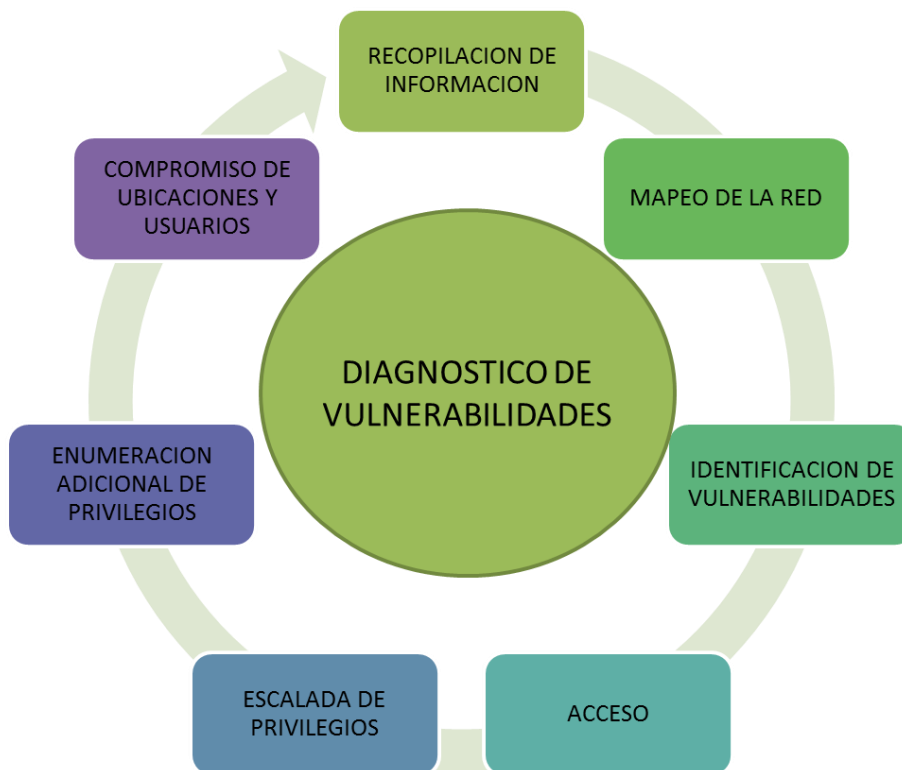 RECOPILACION DE
INFORMACION
MAPEO DE LA RED
IDENTIFICACION DE
VULNERABILIDADES
ACCESO
ESCALADA DE
PRIVILEGIOS
ENUMERACION
ADICIONAL DE
PRIVILEGIOS
COMPROMISO DE
UBICACIONES Y
USUARIOS
DIAGNOSTICO DE
VULNERABILIDADES